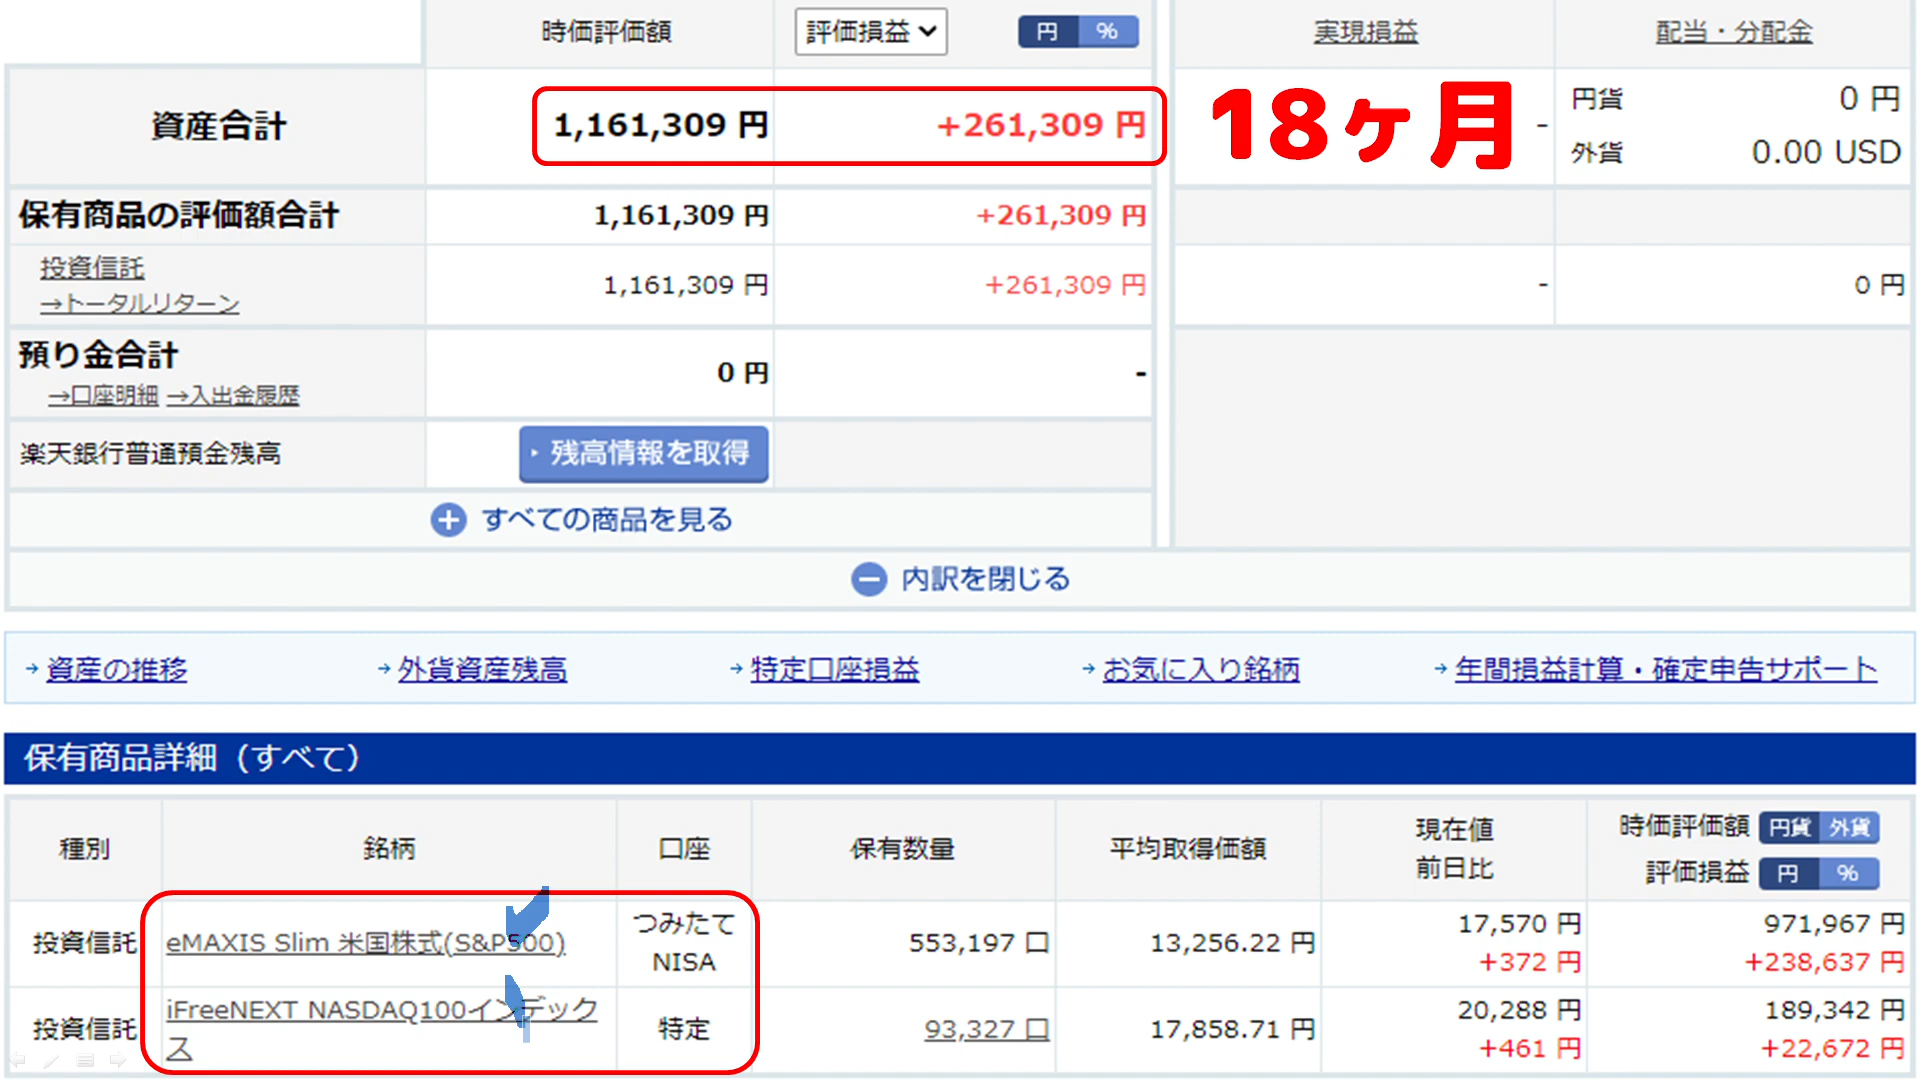 時価評価額 評価損益 円 % 実現損益 配当・分配金
資産合計 1,161,309 円 +261,309 円 18ヶ月 - 円貨 0 円
外貨 0.00 USD
保有商品の評価額合計 1,161,309 円 +261,309 円
投資信託
→トータルリターン 1,161,309 円 +261,309 円 - 0 円
預り金合計
→口座明細 →入出金履歴 0 円 -
楽天銀行普通預金残高 残高情報を取得
すべての商品を見る
内訳を閉じる
→資産の推移 →外貨資産残高 →特定口座損益 →お気に入り銘柄 →年間損益計算・確定申告サポート
保有商品詳細（すべて）
種別 銘柄 口座 保有数量 平均取得価額 現在値 前日比 時価評価額 円貨 外貨 評価損益 円 %
投資信託 eMAXIS Slim 米国株式(S&P500) つみたてNISA 553,197 口 13,256.22 円 17,570 円 +372 円 971,967 円 +238,637 円
投資信託 iFreeNEXT NASDAQ100インデックス 特定 93,327 口 17,858.71 円 20,288 円 +461 円 189,342 円 +22,672 円